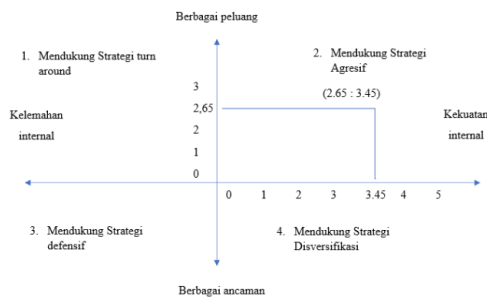 Berbagai peluang
1. Mendukung Strategi turn
around
2. Mendukung Strategi
Agresif
(2.65 : 3.45)
3
2,65
2
1
0
Kelemahan
internal
Kekuatan
internal
0 1 2 3 3.45 4 5
3. Mendukung Strategi
defensif
4. Mendukung Strategi
Disversifikasi
Berbagai ancaman